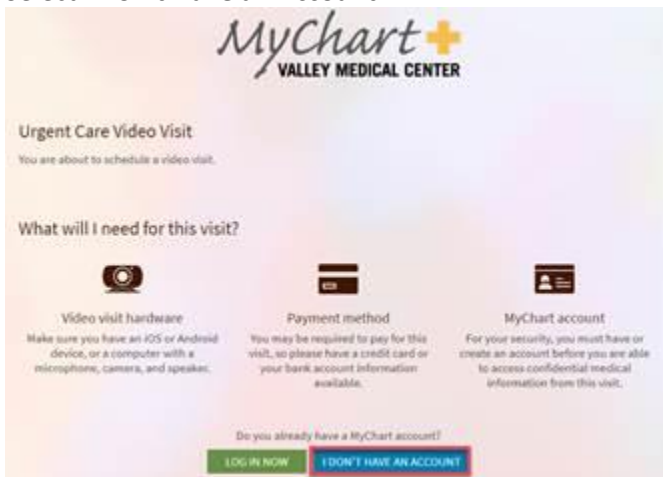 MyChart
VALLEY MEDICAL CENTER
Urgent Care Video Visit
You are about to schedule a video visit.
What will I need for this visit?
Video visit hardware
Make sure you have an iOS or Android
device, or a computer with a
microphone, camera, and speaker.
Payment method
You may be required to pay for this
visit, so please have a credit card or
your bank account information
available.
MyChart account
For your security, you must have or
create an account before you are able
to access confidential medical
information from this visit.
Do you already have a MyChart account?
LOG IN NOW
I DON'T HAVE AN ACCOUNT